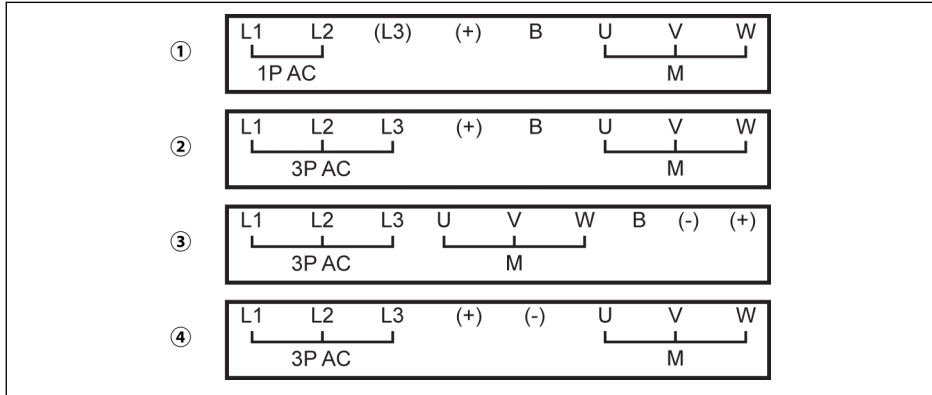 ①
L1 L2 (L3) (+) B U V W
1P AC M
②
L1 L2 L3 (+) B U V W
3P AC M
③
L1 L2 L3 U V W B (-) (+)
3P AC M
④
L1 L2 L3 (+) (-) U V W
3P AC M